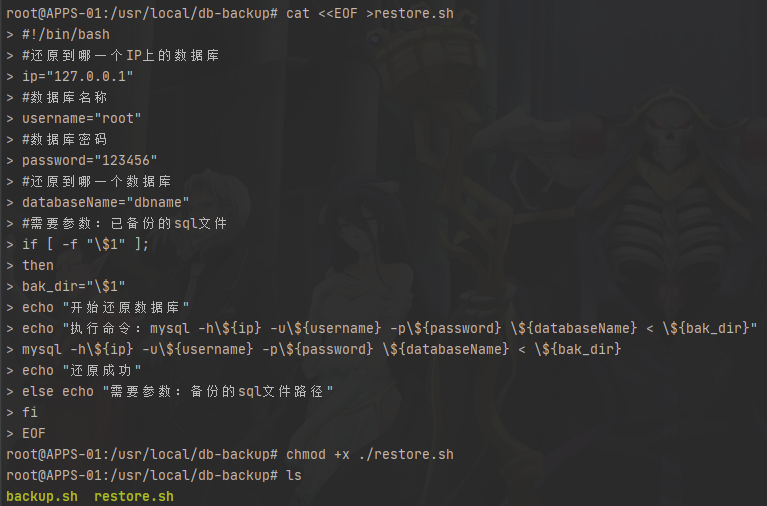 root@APPS-01:/usr/local/db-backup# cat <<EOF >restore.sh
> #!/bin/bash
> #还原到哪一个IP上的数据库
> ip="127.0.0.1"
> #数据库名称
> username="root"
> #数据库密码
> password="123456"
> #还原到哪一个数据库
> databaseName="dbname"
> #需要参数：已备份的sql文件
> if [ -f "\$1" ];
> then
> bak_dir="\$1"
> echo "开始还原数据库"
> echo "执行命令：mysql -h\${ip} -u\${username} -p\${password} \${databaseName} < \${bak_dir}"
> mysql -h\${ip} -u\${username} -p\${password} \${databaseName} < \${bak_dir}
> echo "还原成功"
> else echo "需要参数：备份的sql文件路径"
> fi
> EOF
root@APPS-01:/usr/local/db-backup# chmod +x ./restore.sh
root@APPS-01:/usr/local/db-backup# ls
backup.sh  restore.sh